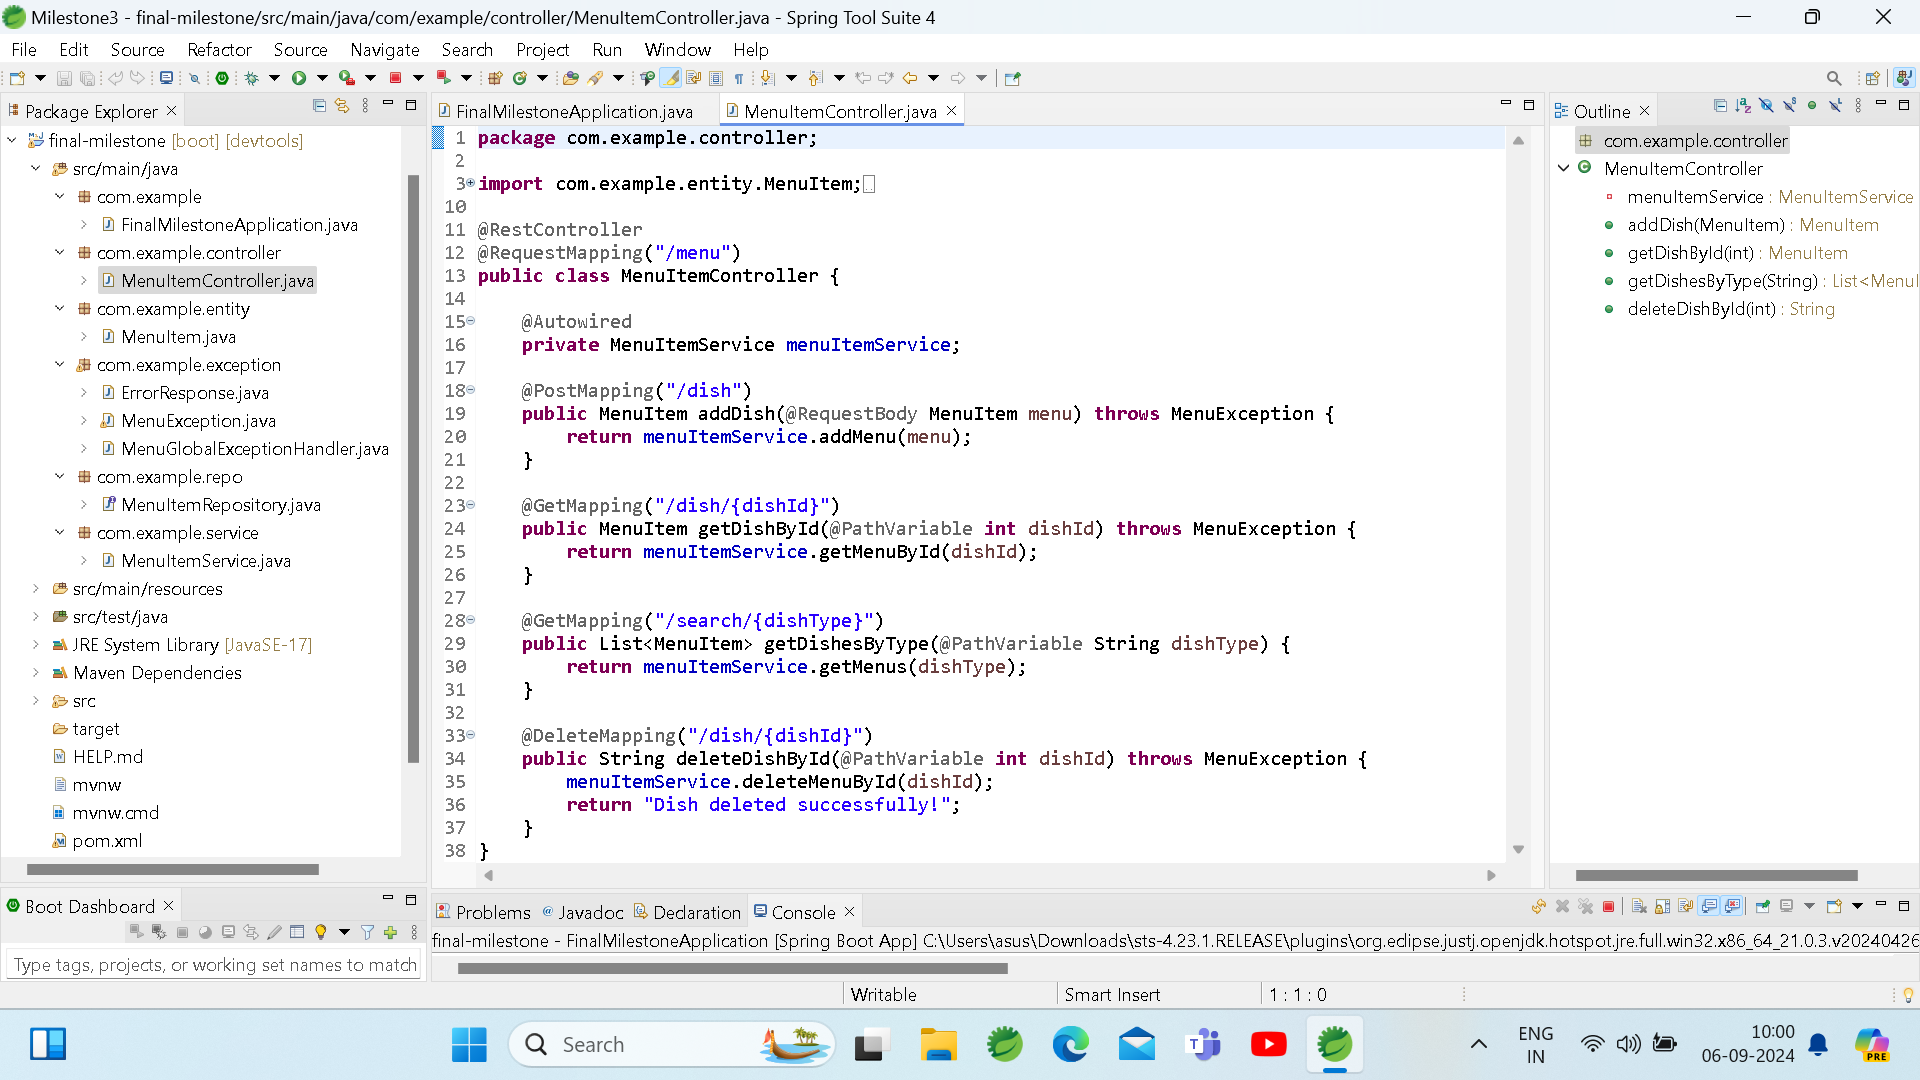 Milestone3 - final-milestone/src/main/java/com/example/controller/MenuItemController.java - Spring Tool Suite 4
File Edit Source Refactor Source Navigate Search Project Run Window Help
Package Explorer
final-milestone [boot] [devtools]
src/main/java
com.example
FinalMilestoneApplication.java
com.example.controller
MenuItemController.java
com.example.entity
MenuItem.java
com.example.exception
ErrorResponse.java
MenuException.java
MenuGlobalExceptionHandler.java
com.example.repo
MenuItemRepository.java
com.example.service
MenuItemService.java
src/main/resources
src/test/java
JRE System Library [JavaSE-17]
Maven Dependencies
src
target
HELP.md
mvnw
mvnw.cmd
pom.xml
FinalMilestoneApplication.java MenuItemController.java
1 package com.example.controller;
2
3 import com.example.entity.MenuItem;
10
11 @RestController
12 @RequestMapping("/menu")
13 public class MenuItemController {
14
15 @Autowired
16 private MenuItemService menuItemService;
17
18 @PostMapping("/dish")
19 public MenuItem addDish(@RequestBody MenuItem menu) throws MenuException {
20 return menuItemService.addMenu(menu);
21 }
22
23 @GetMapping("/dish/{dishId}")
24 public MenuItem getDishById(@PathVariable int dishId) throws MenuException {
25 return menuItemService.getMenuById(dishId);
26 }
27
28 @GetMapping("/search/{dishType}")
29 public List<MenuItem> getDishesByType(@PathVariable String dishType) {
30 return menuItemService.getMenus(dishType);
31 }
32
33 @DeleteMapping("/dish/{dishId}")
34 public String deleteDishById(@PathVariable int dishId) throws MenuException {
35 menuItemService.deleteMenuById(dishId);
36 return "Dish deleted successfully!";
37 }
38 }
Outline
com.example.controller
MenuItemController
menuItemService : MenuItemService
addDish(MenuItem) : MenuItem
getDishById(int) : MenuItem
getDishesByType(String) : List<MenuI
deleteDishById(int) : String
Boot Dashboard
Type tags, projects, or working set names to match
Problems Javadoc Declaration Console
final-milestone - FinalMilestoneApplication [Spring Boot App] C:\Users\asus\Downloads\sts-4.23.1.RELEASE\plugins\org.eclipse.justj.openjdk.hotspot.jre.full.win32.x86_64_21.0.3.v20240426
Writable Smart Insert 1 : 1 : 0
Search
ENG
IN
10:00
06-09-2024
PRE